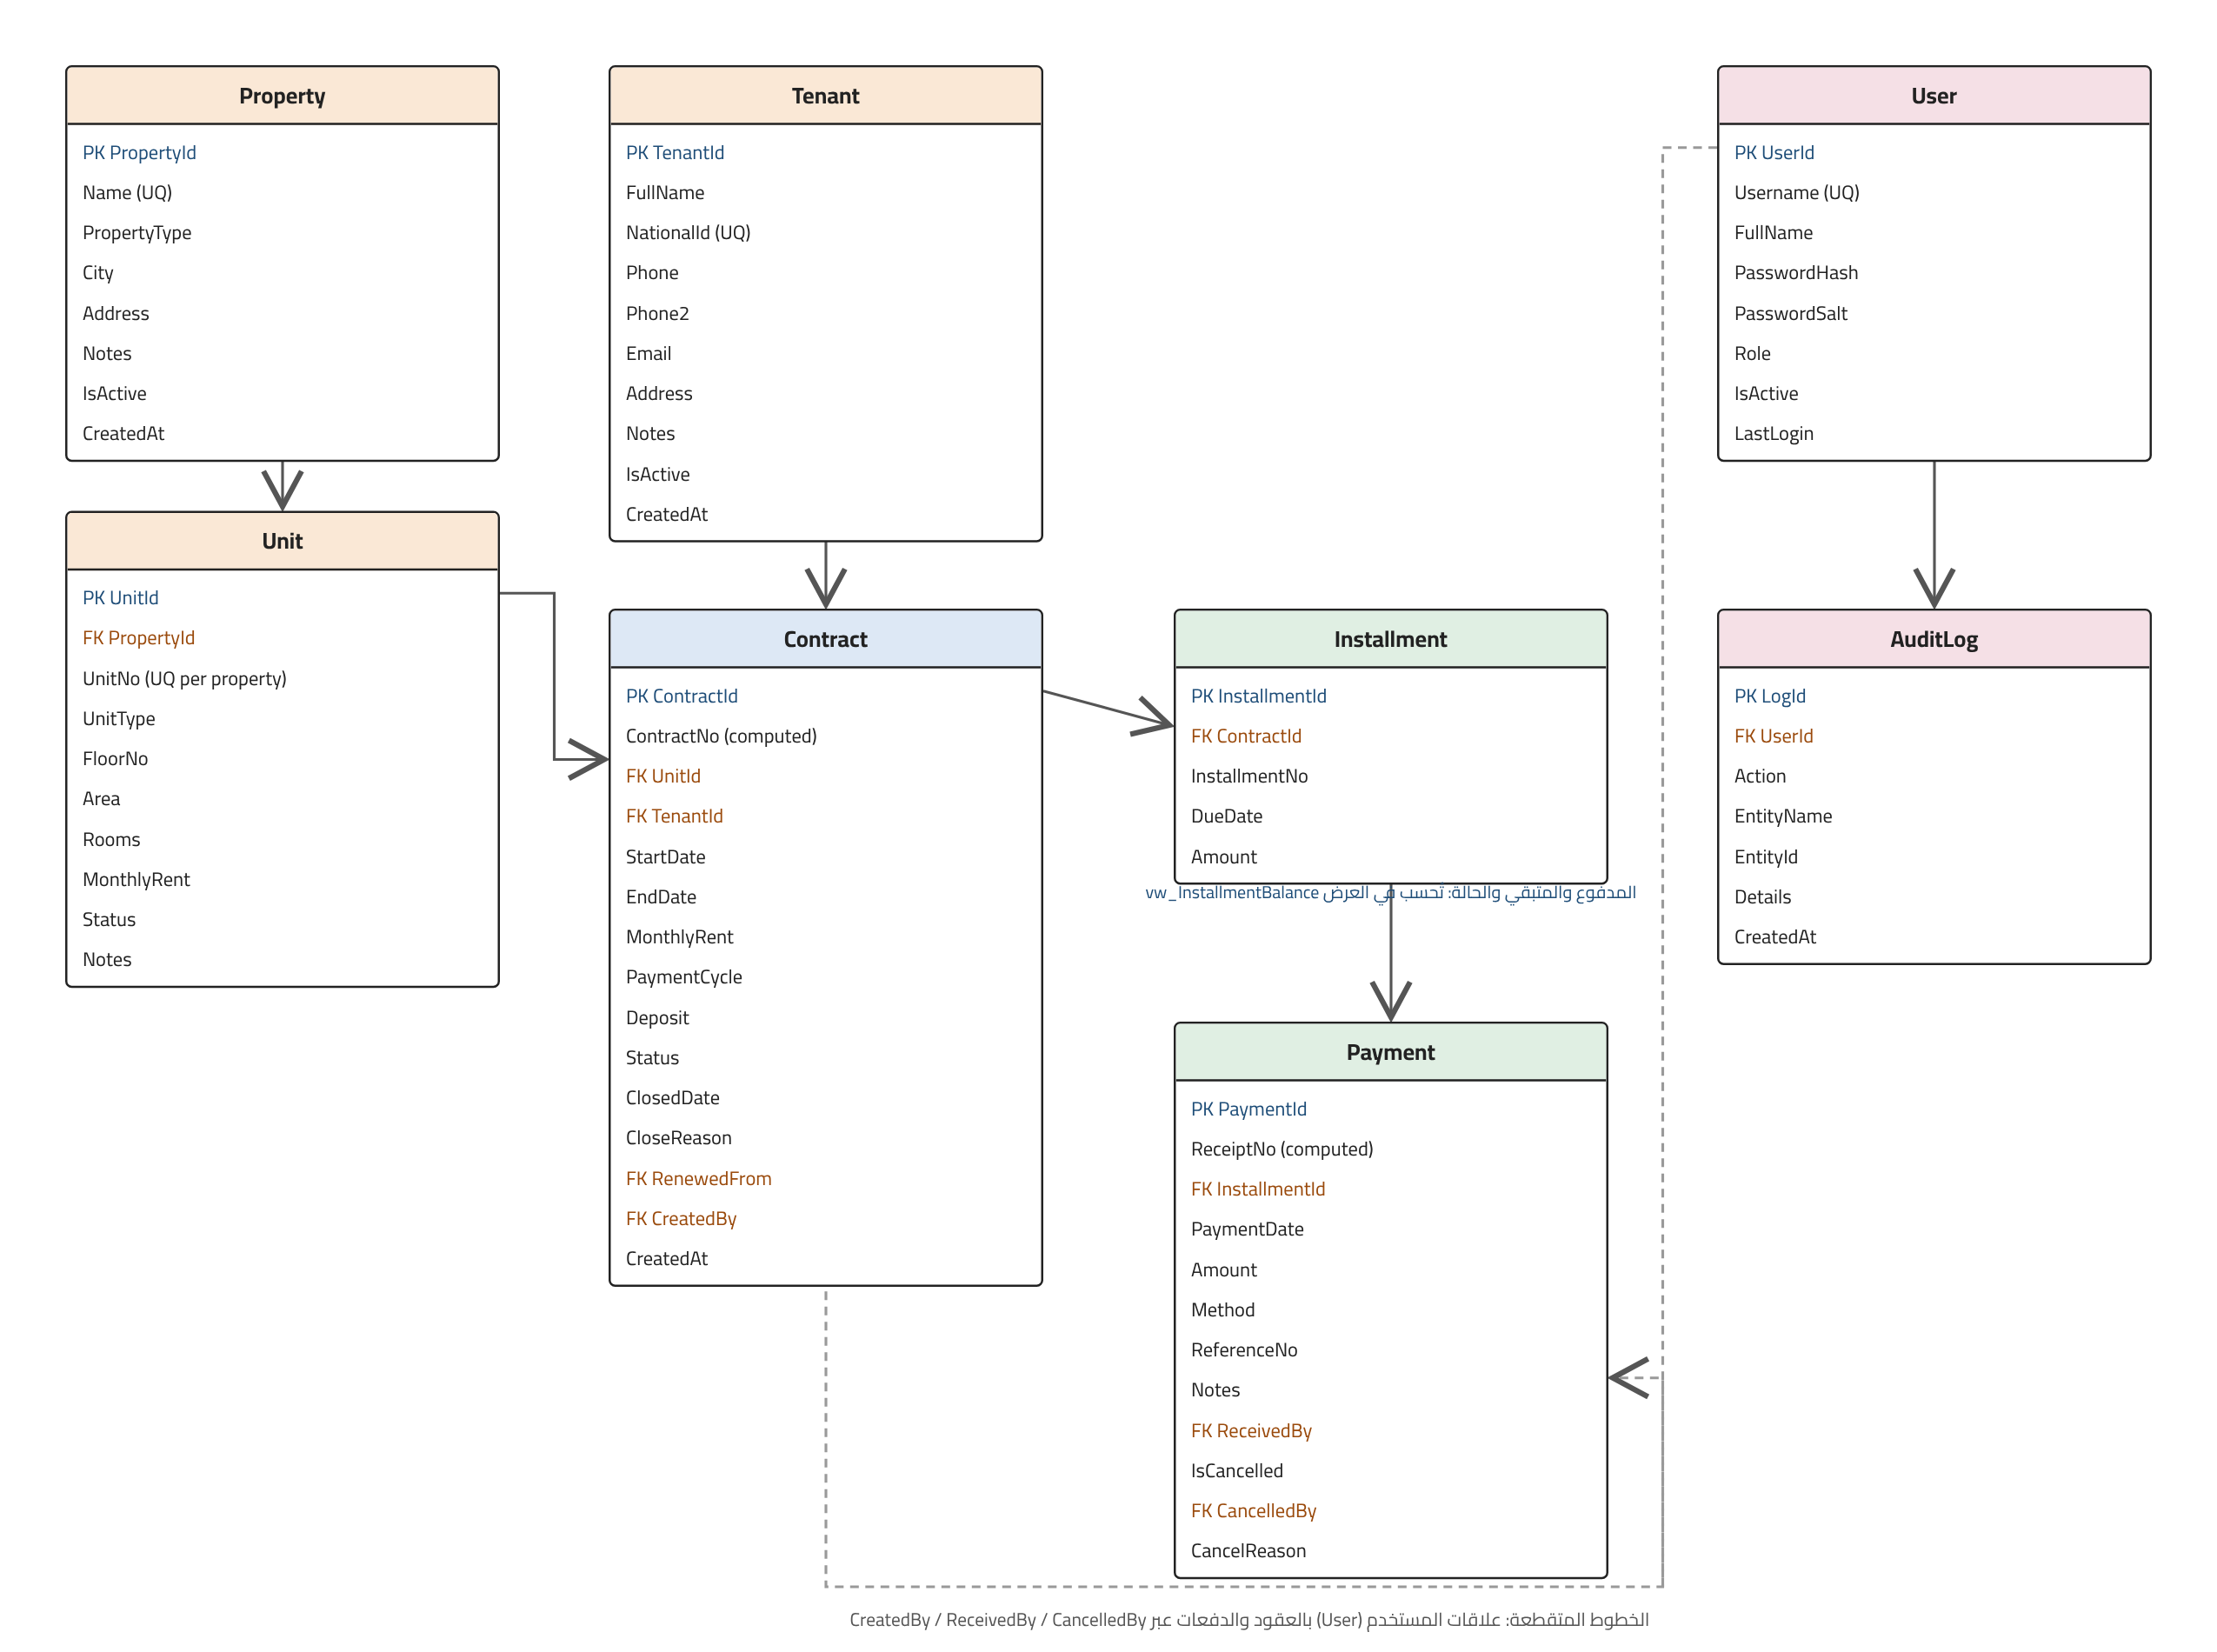 Property
PK PropertyId
Name (UQ)
PropertyType
City
Address
Notes
IsActive
CreatedAt
Tenant
PK TenantId
FullName
NationalId (UQ)
Phone
Phone2
Email
Address
Notes
IsActive
CreatedAt
User
PK UserId
Username (UQ)
FullName
PasswordHash
PasswordSalt
Role
IsActive
LastLogin
Unit
PK UnitId
FK PropertyId
UnitNo (UQ per property)
UnitType
FloorNo
Area
Rooms
MonthlyRent
Status
Notes
Contract
PK ContractId
ContractNo (computed)
FK UnitId
FK TenantId
StartDate
EndDate
MonthlyRent
PaymentCycle
Deposit
Status
ClosedDate
CloseReason
FK RenewedFrom
FK CreatedBy
CreatedAt
Installment
PK InstallmentId
FK ContractId
InstallmentNo
DueDate
Amount
المدفوع والمتبقي والحالة: تُحسب في العرض vw_InstallmentBalance
AuditLog
PK LogId
FK UserId
Action
EntityName
EntityId
Details
CreatedAt
Payment
PK PaymentId
ReceiptNo (computed)
FK InstallmentId
PaymentDate
Amount
Method
ReferenceNo
Notes
FK ReceivedBy
IsCancelled
FK CancelledBy
CancelReason
الخطوط المتقطعة: علاقات المستخدم (User) بالعقود والدفعات عبر CreatedBy / ReceivedBy / CancelledBy